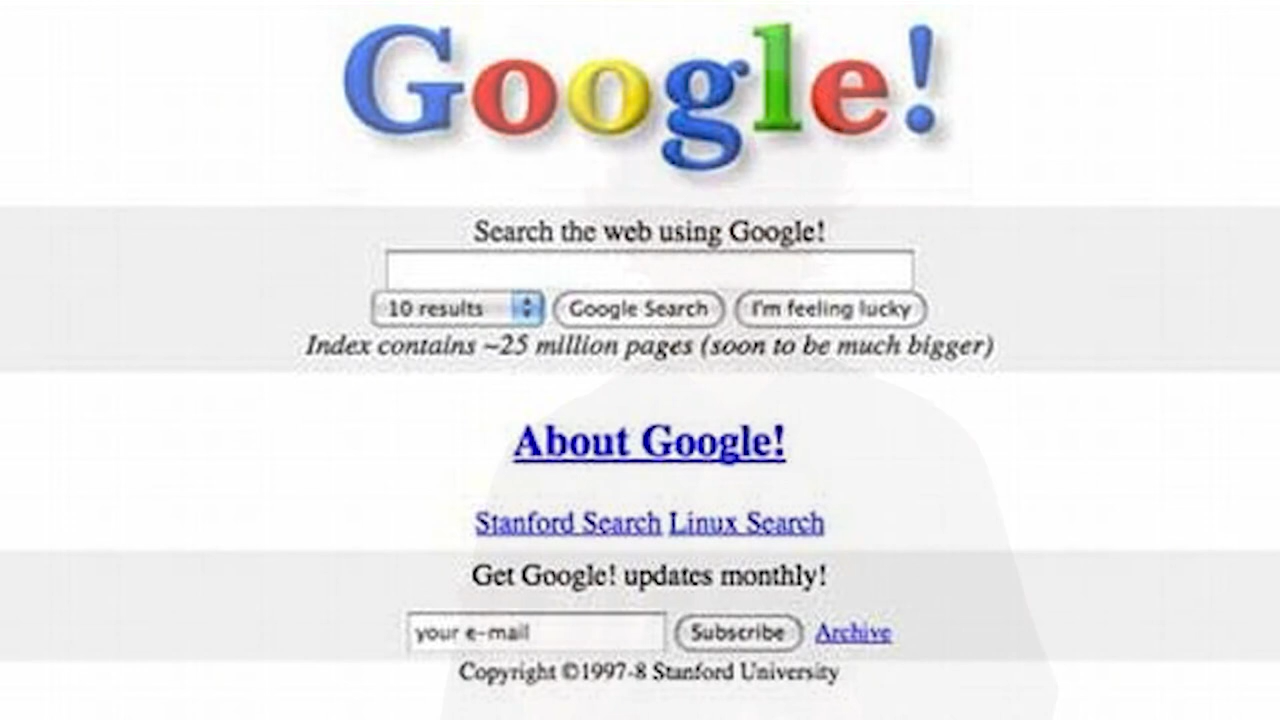 Google!
Search the web using Google!
10 results Google Search I'm feeling lucky
Index contains ~25 million pages (soon to be much bigger)
About Google!
Stanford Search Linux Search
Get Google! updates monthly!
your e-mail Subscribe Archive
Copyright ©1997-8 Stanford University